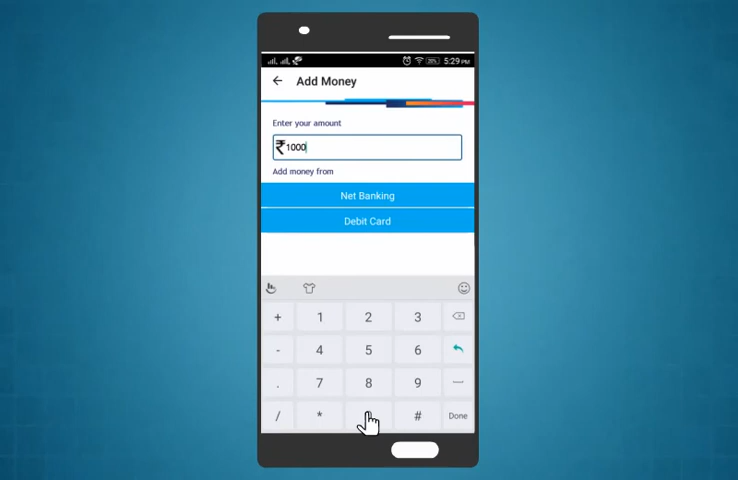 5:29 PM
Add Money
Enter your amount
₹1000
Add money from
Net Banking
Debit Card
+ 1 2 3
- 4 5 6
. 7 8 9
/ * # Done